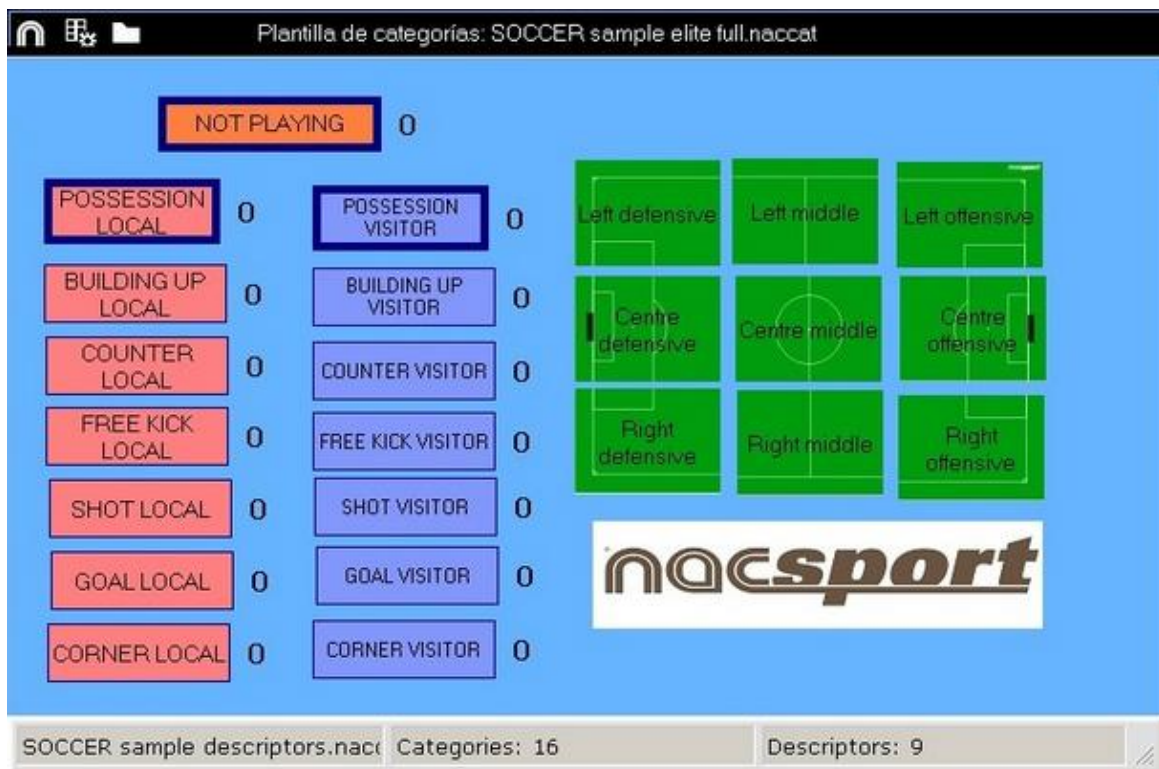 Plantilla de categorías: SOCCER sample elite full.naccat
NOT PLAYING 0
POSSESSION
LOCAL
0
POSSESSION
VISITOR
0
BUILDING UP
LOCAL
0
BUILDING UP
VISITOR
0
COUNTER
LOCAL
0
COUNTER VISITOR 0
FREE KICK
LOCAL
0
FREE KICK VISITOR 0
SHOT LOCAL 0
SHOT VISITOR 0
GOAL LOCAL 0
GOAL VISITOR 0
CORNER LOCAL 0
CORNER VISITOR 0
Left defensive
Left middle
Left offensive
Centre
defensive
Centre middle
Centre
offensive
Right
defensive
Right middle
Right
offensive
nacsport
SOCCER sample descriptors.nacc
Categories: 16
Descriptors: 9